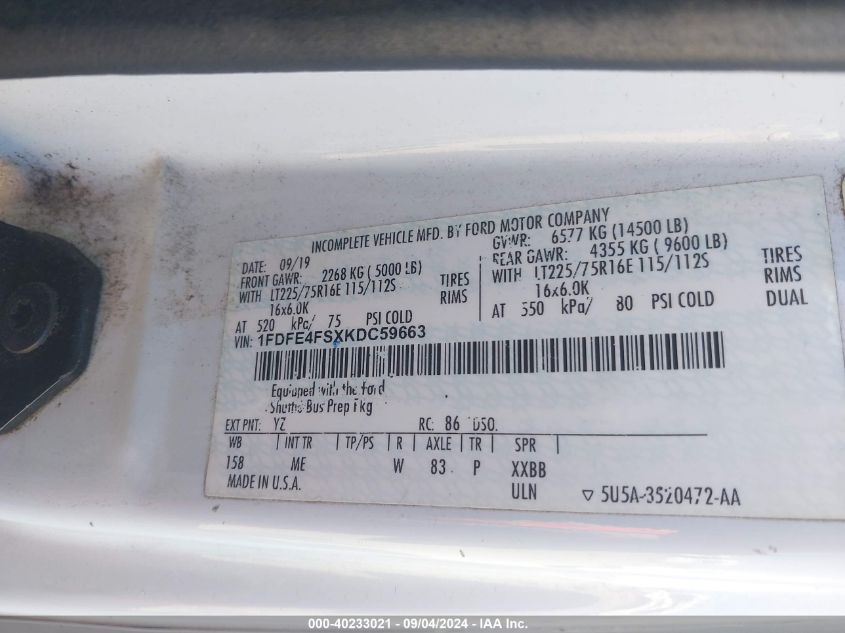 INCOMPLETE VEHICLE MFD. BY FORD MOTOR COMPANY
DATE: 09/19 GVWR: 6577 KG (14500 LB)
FRONT GAWR: 2268 KG ( 5000 LB) REAR GAWR: 4355 KG ( 9600 LB)
WITH LT225/75R16E 115/112S TIRES WITH LT225/75R16E 115/112S TIRES
16x6.0K RIMS 16x6.0K RIMS
AT 520 kPa/ 75 PSI COLD AT 550 kPa/ 80 PSI COLD DUAL
VIN: 1FDFE4FSXKDC59663
Equipped with the Ford
Shuttle Bus Prep Pkg
EXT PNT: YZ RC: 86 DSO:
WB INT TR TP/PS R AXLE TR SPR
158 ME W 83 P XXBB
MADE IN U.S.A. ULN ▽ 5U5A-3520472-AA
000-40233021 - 09/04/2024 - IAA Inc.